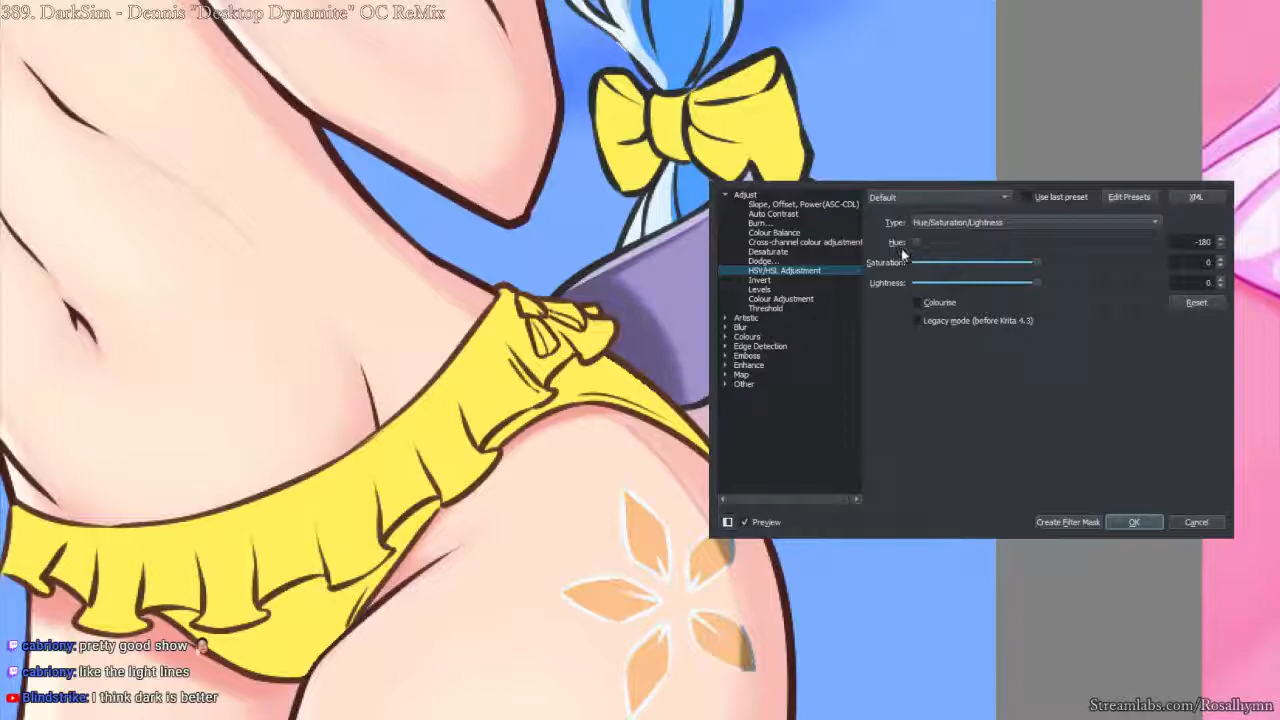 389. DarkSim - Dennis "Desktop Dynamite" OC ReMix
Adjust
Slope, Offset, Power(ASC-CDL)
Auto Contrast
Burn...
Colour Balance
Cross-channel colour adjustment
Desaturate
Dodge...
HSV/HSL Adjustment
Invert
Levels
Colour Adjustment
Threshold
Artistic
Blur
Colours
Edge Detection
Emboss
Enhance
Map
Other
Default
Use last preset
Edit Presets
XML
Type: Hue/Saturation/Lightness
Hue: -180
Saturation: 0
Lightness: 0
Colourise
Reset
Legacy mode (before Krita 4.3)
Preview
Create Filter Mask
OK
Cancel
cabriony: pretty good show
cabriony: like the light lines
Blindstrike: I think dark is better
Streamlabs.com/Rosalhymn